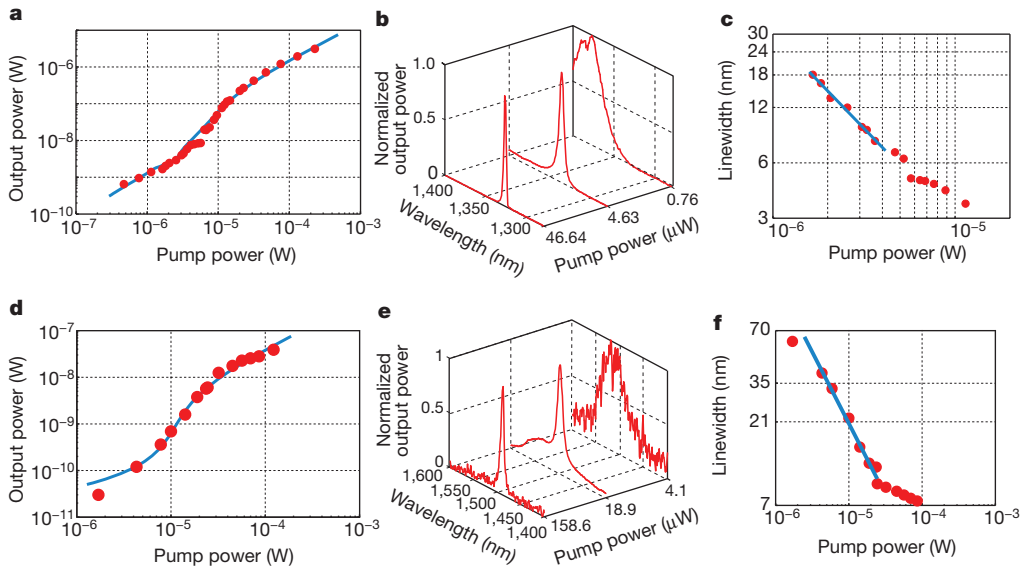 a
Output power (W)
10⁻⁶
10⁻⁸
10⁻¹⁰
10⁻⁷
10⁻⁶
10⁻⁵
10⁻⁴
10⁻³
Pump power (W)
b
Normalized
output power
1.0
0.5
0
1,400
1,350
1,300
Wavelength (nm)
46.64
4.63
0.76
Pump power (μW)
c
Linewidth (nm)
30
24
18
12
6
3
10⁻⁶
10⁻⁵
Pump power (W)
d
Output power (W)
10⁻⁷
10⁻⁸
10⁻⁹
10⁻¹⁰
10⁻¹¹
10⁻⁶
10⁻⁵
10⁻⁴
10⁻³
Pump power (W)
e
Normalized
output power
1
0.5
0
1,600
1,550
1,500
1,450
1,400
Wavelength (nm)
158.6
18.9
4.1
Pump power (μW)
f
Linewidth (nm)
70
35
21
7
10⁻⁶
10⁻⁵
10⁻⁴
10⁻³
Pump power (W)